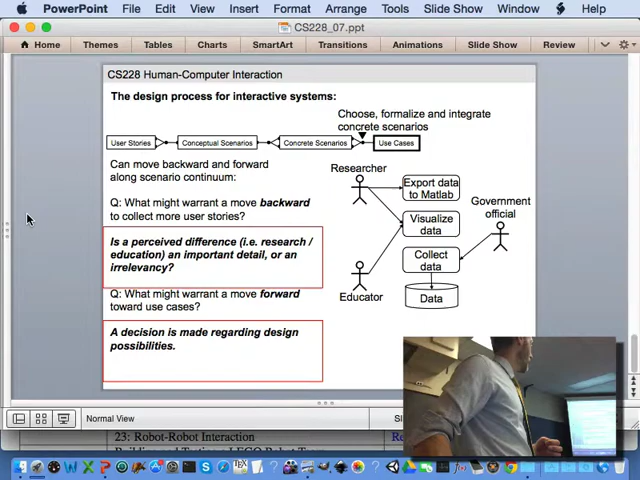 PowerPoint File Edit View Insert Format Arrange Tools Slide Show Window Help
CS228_07.ppt
Home Themes Tables Charts SmartArt Transitions Animations Slide Show Review
CS228 Human-Computer Interaction
The design process for interactive systems:
Choose, formalize and integrate
concrete scenarios
User Stories Conceptual Scenarios Concrete Scenarios Use Cases
Can move backward and forward
along scenario continuum:
Q: What might warrant a move backward
to collect more user stories?
Is a perceived difference (i.e. research /
education) an important detail, or an
irrelevancy?
Q: What might warrant a move forward
toward use cases?
A decision is made regarding design
possibilities.
Researcher
Export data
to Matlab
Visualize
data
Government
official
Collect
data
Educator
Data
Normal View
23: Robot-Robot Interaction